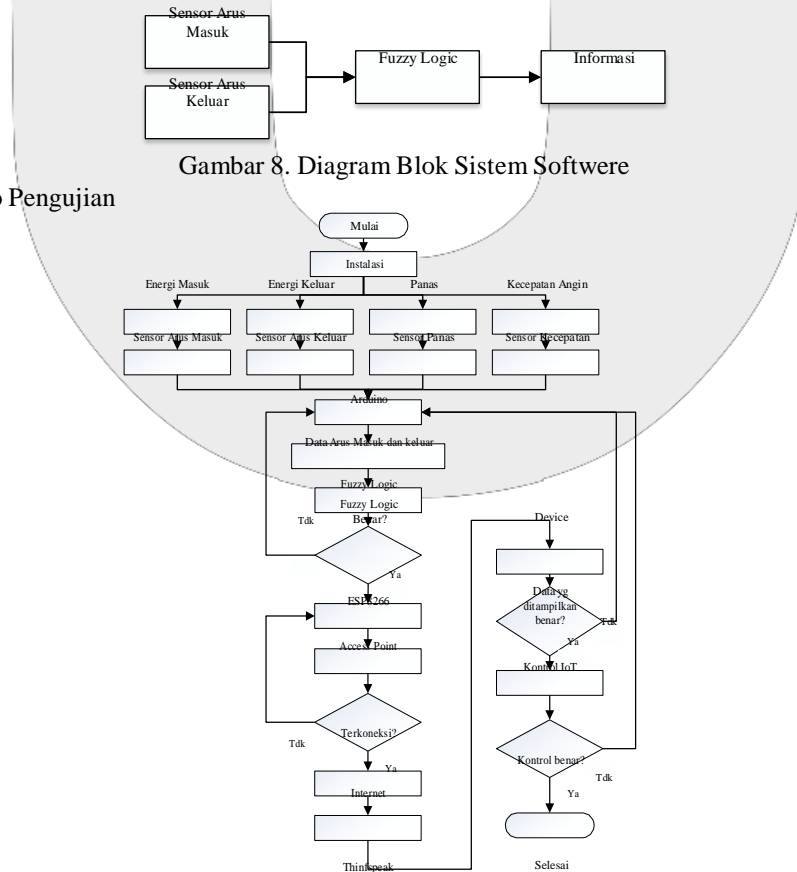 Sensor Arus
Masuk
Fuzzy Logic
Informasi
Sensor Arus
Keluar
Gambar 8. Diagram Blok Sistem Softwere
Pengujian
Mulai
Instalasi
Energi Masuk
Energi Keluar
Panas
Kecepatan Angin
Sensor Arus Masuk
Sensor Arus Keluar
Sensor Panas
Sensor Kecepatan
Arduino
Data Arus Masuk dan keluar
Fuzzy Logic
Fuzzy Logic
Benar?
Tdk
Ya
ESP8266
Access Point
Terkoneksi?
Tdk
Ya
Internet
Thinfspeak
Device
Data yg
ditampilkan
benar?
Tdk
Ya
Kontrol IoT
Kontrol benar?
Tdk
Ya
Selesai